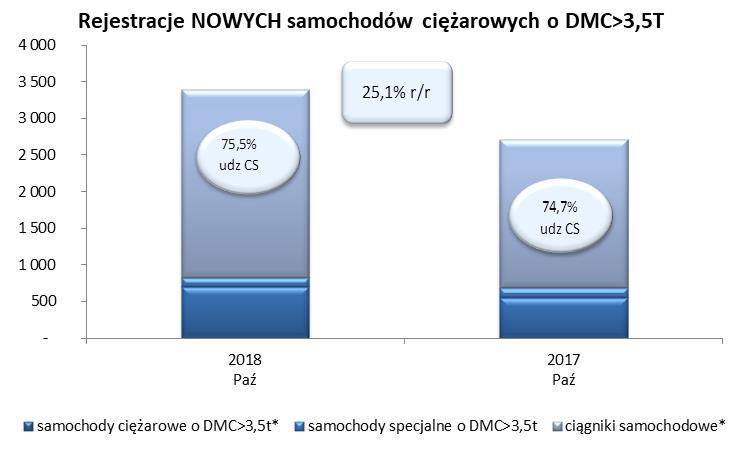 Rejestracje NOWYCH samochodów ciężarowych o DMC>3,5T
4 000
3 500
3 000
2 500
2 000
1 500
1 000
500
-
25,1% r/r
75,5%
udz CS
74,7%
udz CS
2018
Paź
2017
Paź
samochody ciężarowe o DMC>3,5t*
samochody specjalne o DMC>3,5t
ciągniki samochodowe*